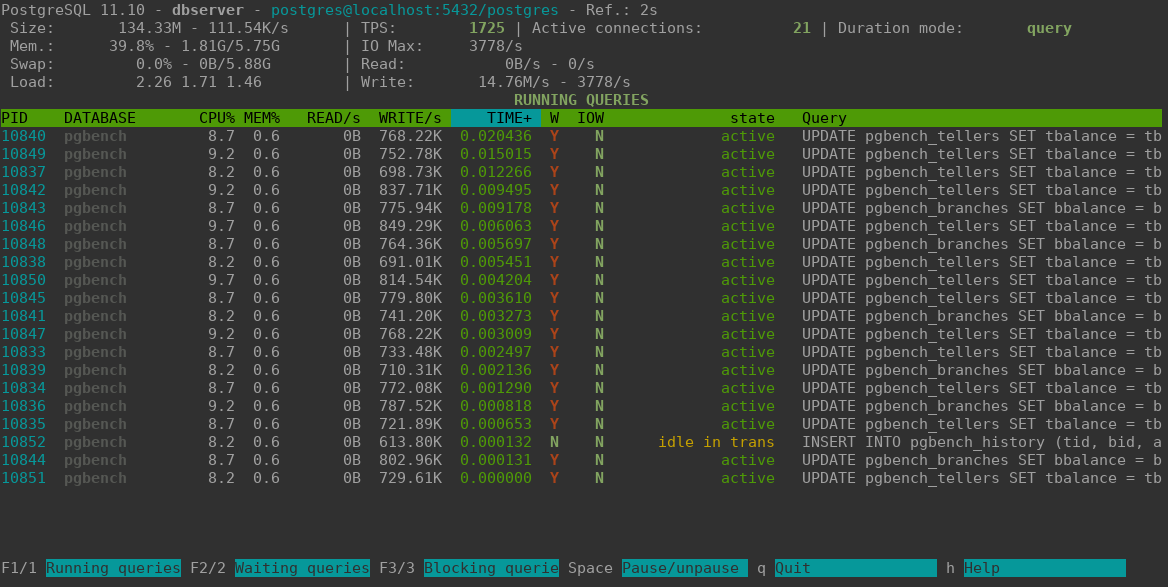 PostgreSQL 11.10 - dbserver - postgres@localhost:5432/postgres - Ref.: 2s
Size: 134.33M - 111.54K/s | TPS: 1725 | Active connections: 21 | Duration mode: query
Mem.: 39.8% - 1.81G/5.75G | IO Max: 3778/s
Swap: 0.0% - 0B/5.88G | Read: 0B/s - 0/s
Load: 2.26 1.71 1.46 | Write: 14.76M/s - 3778/s
RUNNING QUERIES
PID DATABASE CPU% MEM% READ/s WRITE/s TIME+ W IOW state Query
10840 pgbench 8.7 0.6 0B 768.22K 0.020436 Y N active UPDATE pgbench_tellers SET tbalance = tb
10849 pgbench 9.2 0.6 0B 752.78K 0.015015 Y N active UPDATE pgbench_tellers SET tbalance = tb
10837 pgbench 8.2 0.6 0B 698.73K 0.012266 Y N active UPDATE pgbench_tellers SET tbalance = tb
10842 pgbench 9.2 0.6 0B 837.71K 0.009495 Y N active UPDATE pgbench_tellers SET tbalance = tb
10843 pgbench 8.7 0.6 0B 775.94K 0.009178 Y N active UPDATE pgbench_branches SET bbalance = b
10846 pgbench 9.7 0.6 0B 849.29K 0.006063 Y N active UPDATE pgbench_tellers SET tbalance = tb
10848 pgbench 8.7 0.6 0B 764.36K 0.005697 Y N active UPDATE pgbench_branches SET bbalance = b
10838 pgbench 8.2 0.6 0B 691.01K 0.005451 Y N active UPDATE pgbench_branches SET bbalance = b
10850 pgbench 9.7 0.6 0B 814.54K 0.004204 Y N active UPDATE pgbench_tellers SET tbalance = tb
10845 pgbench 8.7 0.6 0B 779.80K 0.003610 Y N active UPDATE pgbench_tellers SET tbalance = tb
10841 pgbench 8.2 0.6 0B 741.20K 0.003273 Y N active UPDATE pgbench_branches SET bbalance = b
10847 pgbench 9.2 0.6 0B 768.22K 0.003009 Y N active UPDATE pgbench_tellers SET tbalance = tb
10833 pgbench 8.7 0.6 0B 733.48K 0.002497 Y N active UPDATE pgbench_tellers SET tbalance = tb
10839 pgbench 8.2 0.6 0B 710.31K 0.002136 Y N active UPDATE pgbench_branches SET bbalance = b
10834 pgbench 8.7 0.6 0B 772.08K 0.001290 Y N active UPDATE pgbench_tellers SET tbalance = tb
10836 pgbench 9.2 0.6 0B 787.52K 0.000818 Y N active UPDATE pgbench_branches SET bbalance = b
10835 pgbench 8.7 0.6 0B 721.89K 0.000653 Y N active UPDATE pgbench_tellers SET tbalance = tb
10852 pgbench 8.2 0.6 0B 613.80K 0.000132 N N idle in trans INSERT INTO pgbench_history (tid, bid, a
10844 pgbench 8.7 0.6 0B 802.96K 0.000131 Y N active UPDATE pgbench_branches SET bbalance = b
10851 pgbench 8.2 0.6 0B 729.61K 0.000000 Y N active UPDATE pgbench_tellers SET tbalance = tb
F1/1 Running queries F2/2 Waiting queries F3/3 Blocking querie Space Pause/unpause q Quit h Help